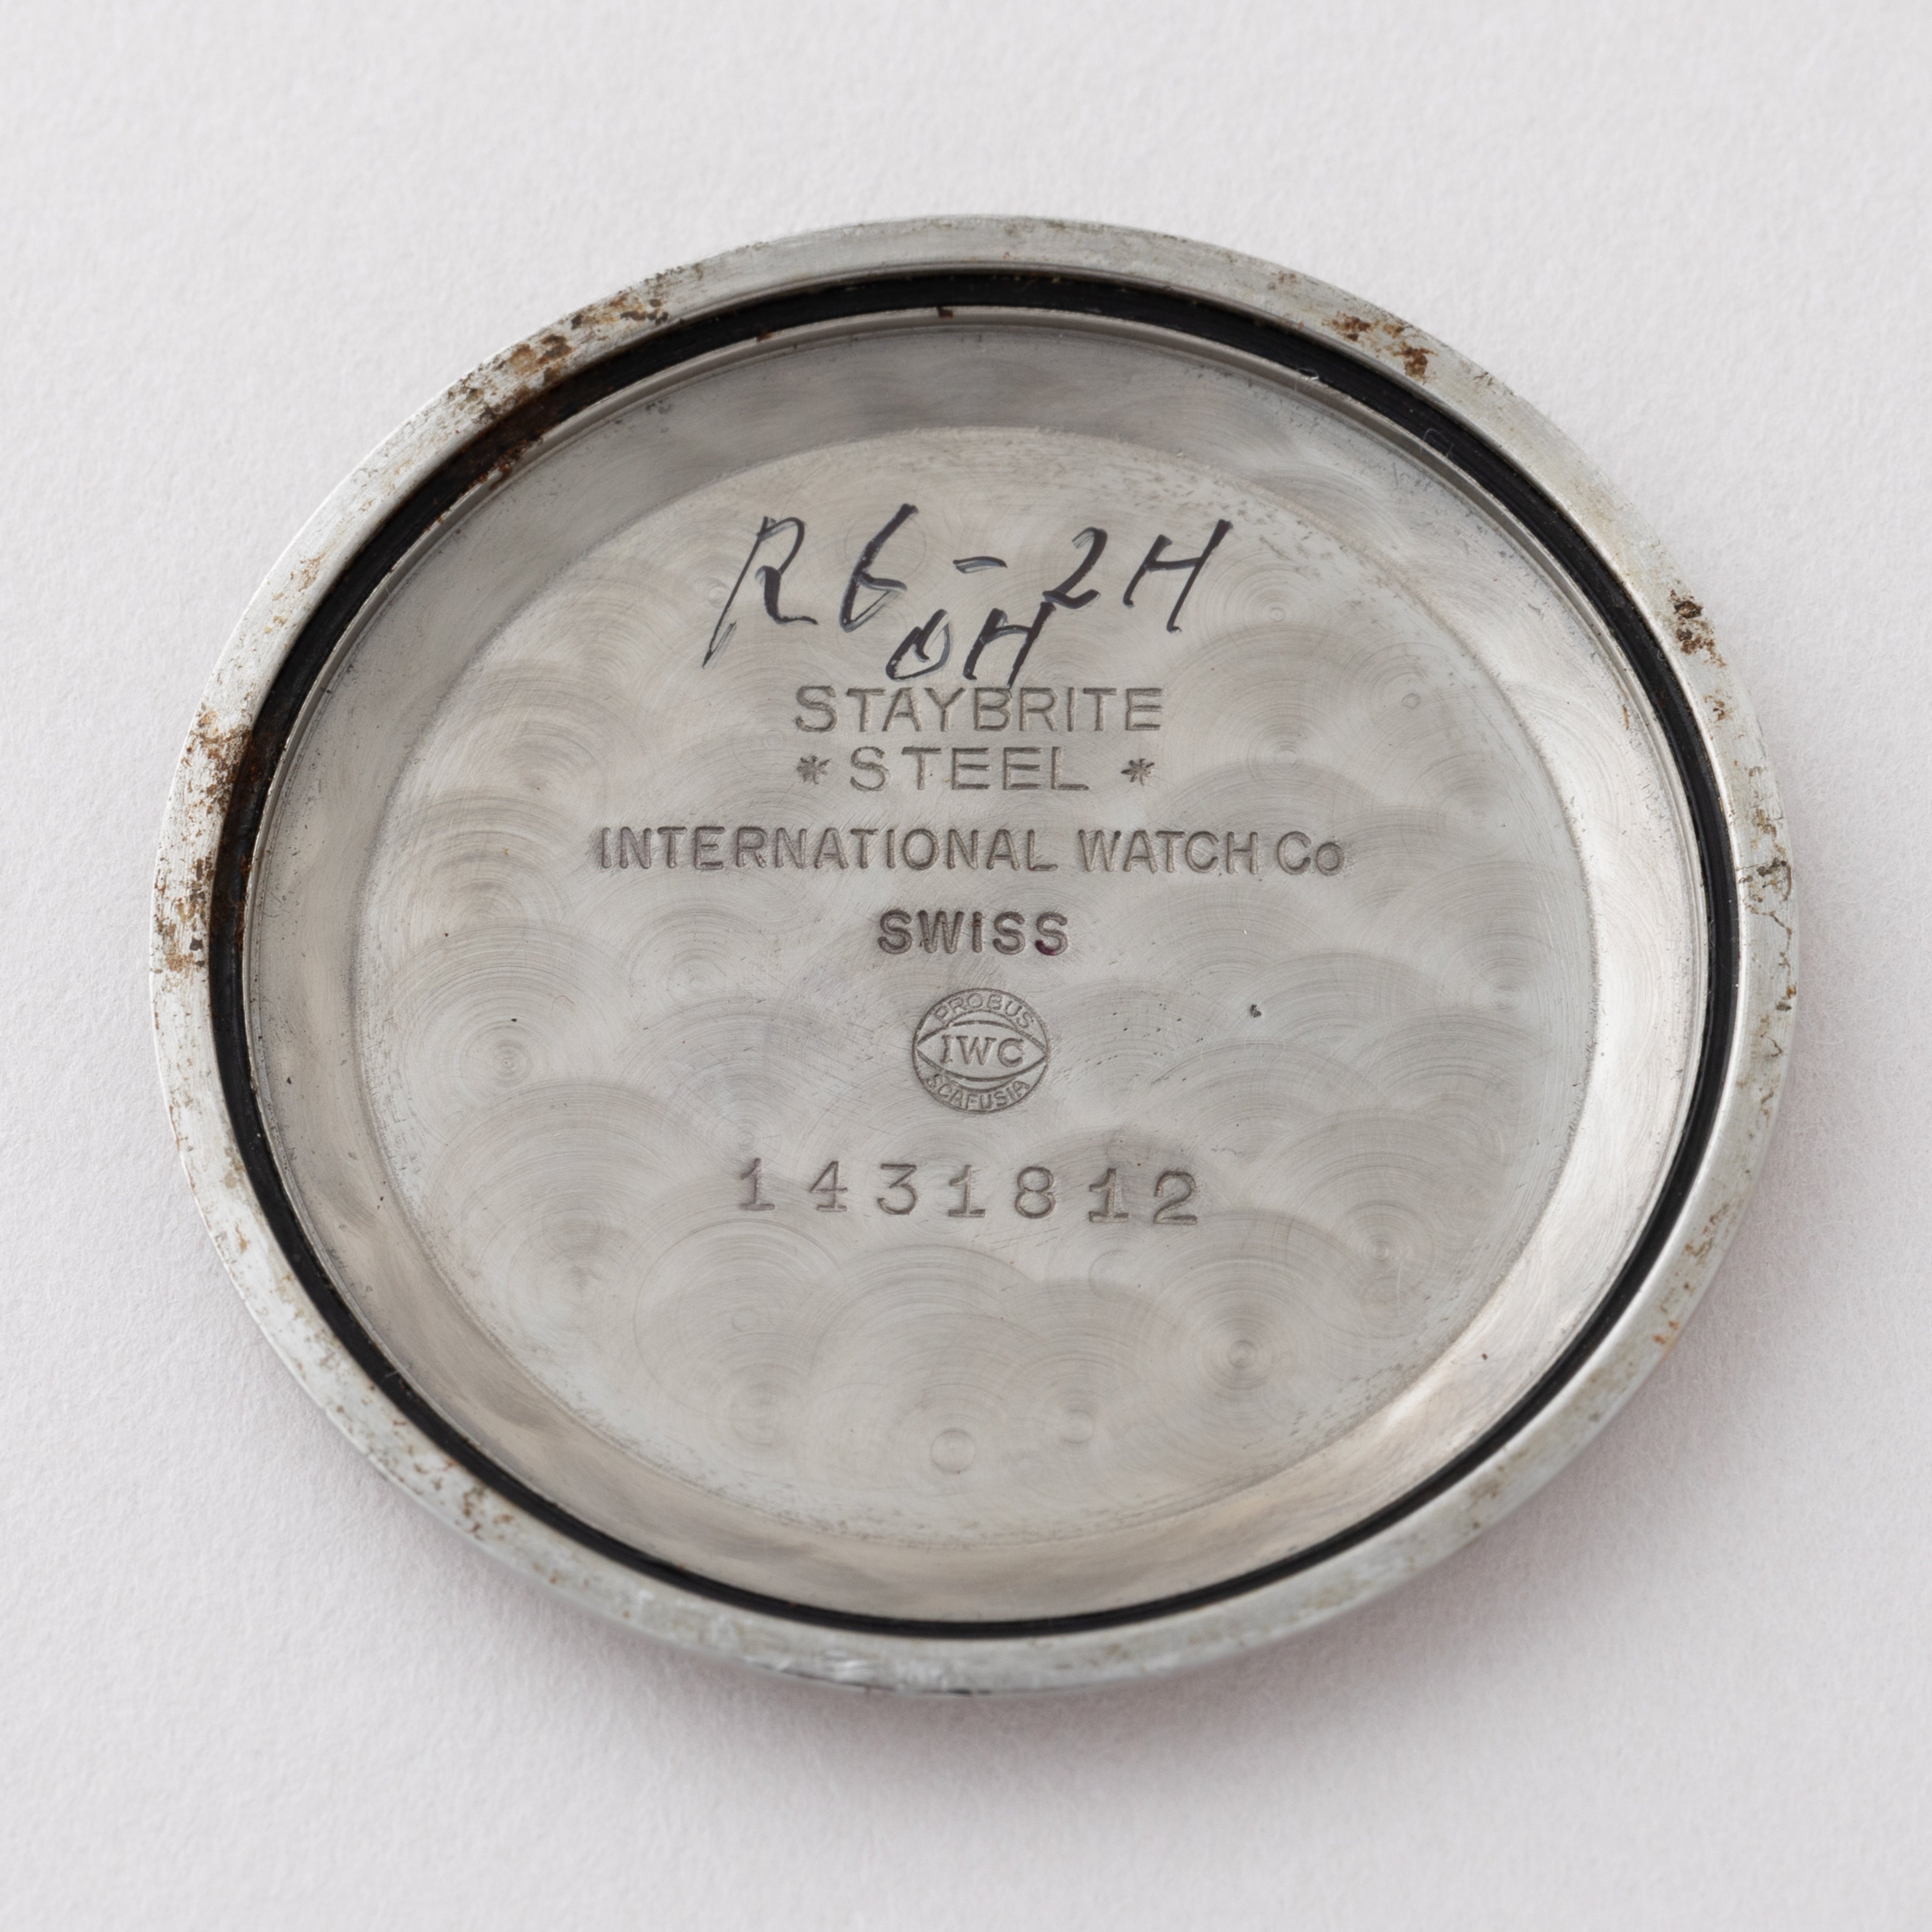 R6-2H
OH
STAYBRITE
* STEEL *
INTERNATIONAL WATCH Co
SWISS
PROBUS
IWC
SCAFUSIA
1431812